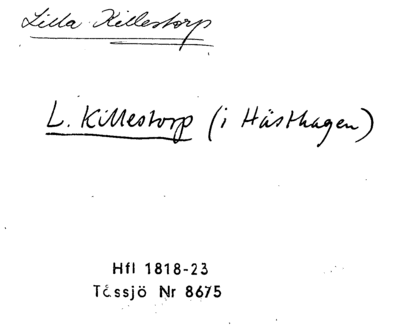 Lilla Killestorp
L. Killestorp (i Hästhagen)
Hfl 1818-23
Tåssjö Nr 8675